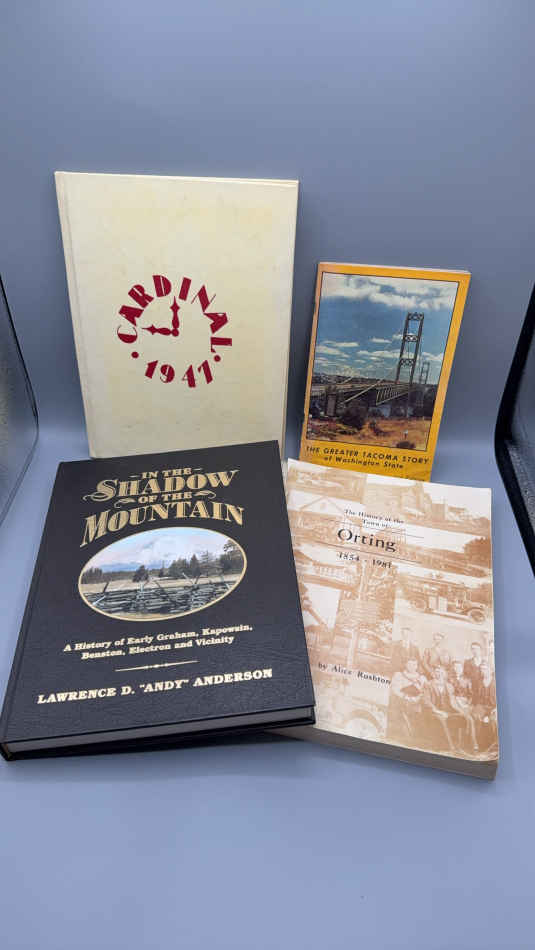 CARDINAL
· 1947 ·
THE GREATER TACOMA STORY
of Washington State
IN THE
SHADOW
OF THE
MOUNTAIN
A History of Early Graham, Kapowsin,
Benston, Electron and Vicinity
LAWRENCE D. "ANDY" ANDERSON
The History of the
Town of
Orting
1854 - 1981
by Alice Rushton